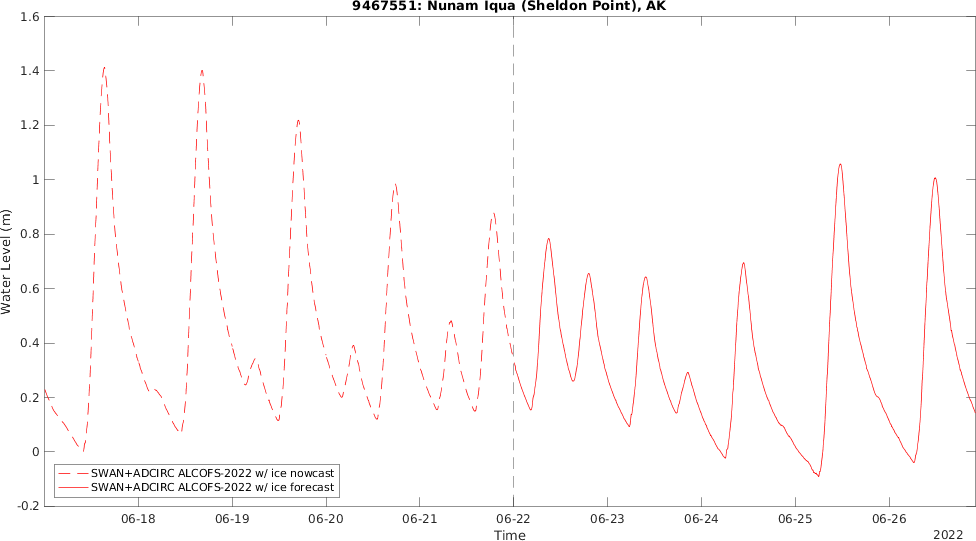 9467551: Nunam Iqua (Sheldon Point), AK
1.6
1.4
1.2
1
0.8
0.6
0.4
0.2
0
-0.2
Water Level (m)
SWAN+ADCIRC ALCOFS-2022 w/ ice nowcast
SWAN+ADCIRC ALCOFS-2022 w/ ice forecast
06-18 06-19 06-20 06-21 06-22 06-23 06-24 06-25 06-26
Time
2022